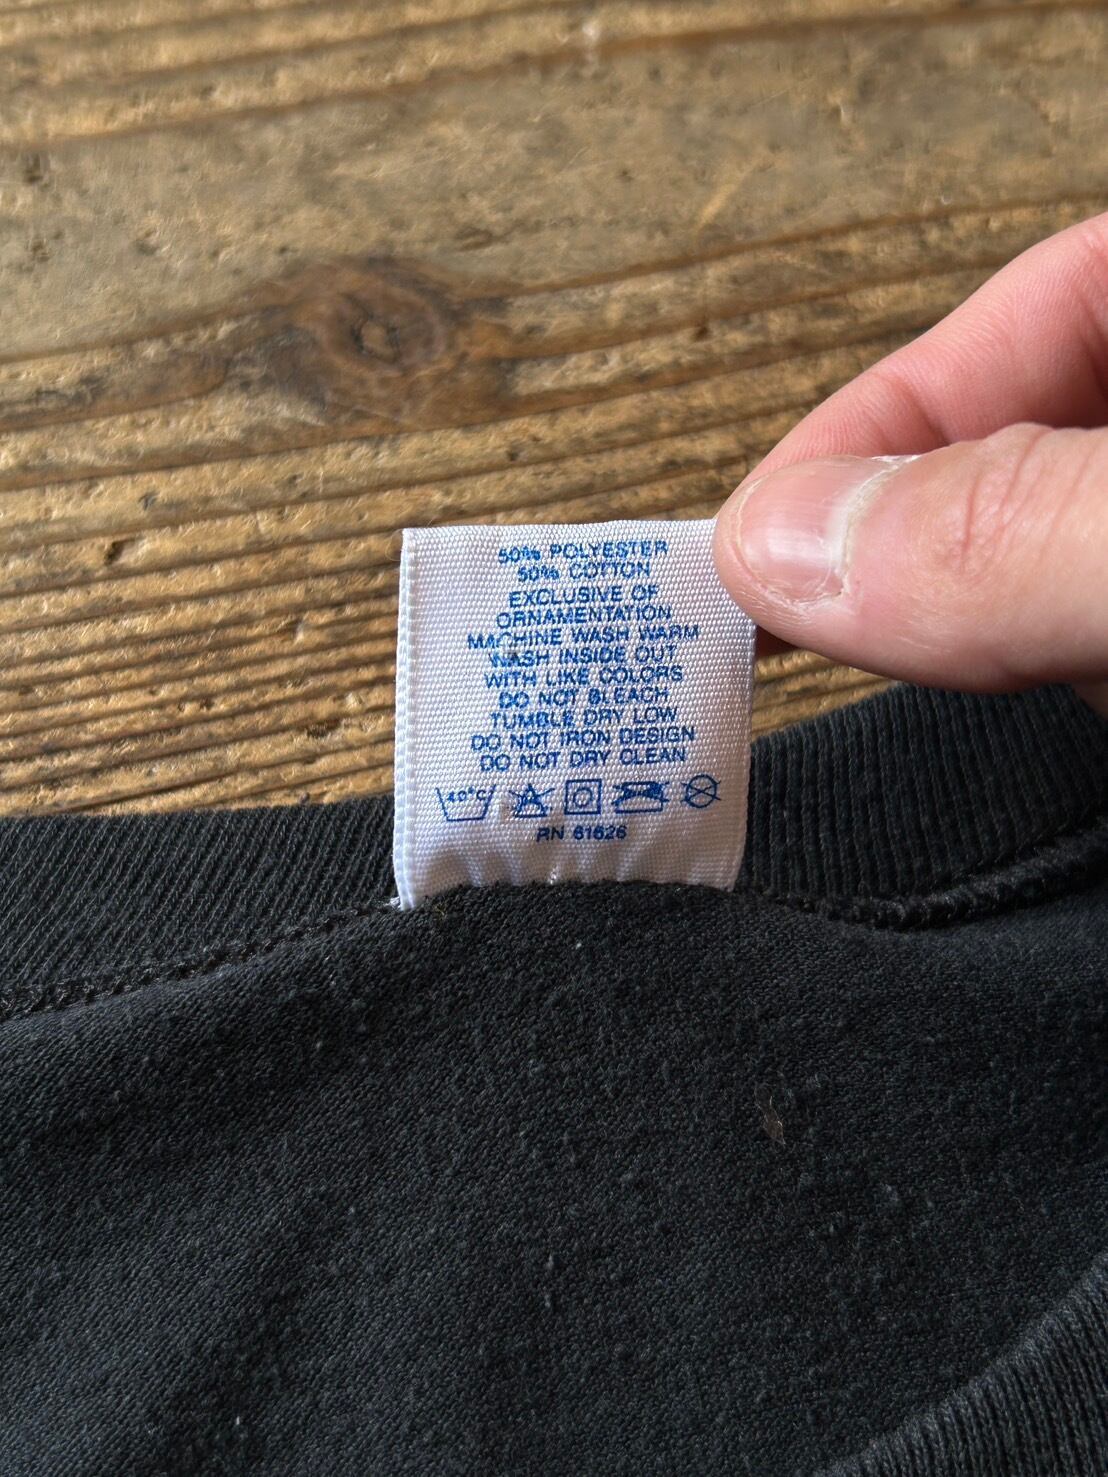 50% POLYESTER
50% COTTON
EXCLUSIVE OF
ORNAMENTATION
MACHINE WASH WARM
WASH INSIDE OUT
WITH LIKE COLORS
DO NOT BLEACH
TUMBLE DRY LOW
DO NOT IRON DESIGN
DO NOT DRY CLEAN
40°C
RN 61626